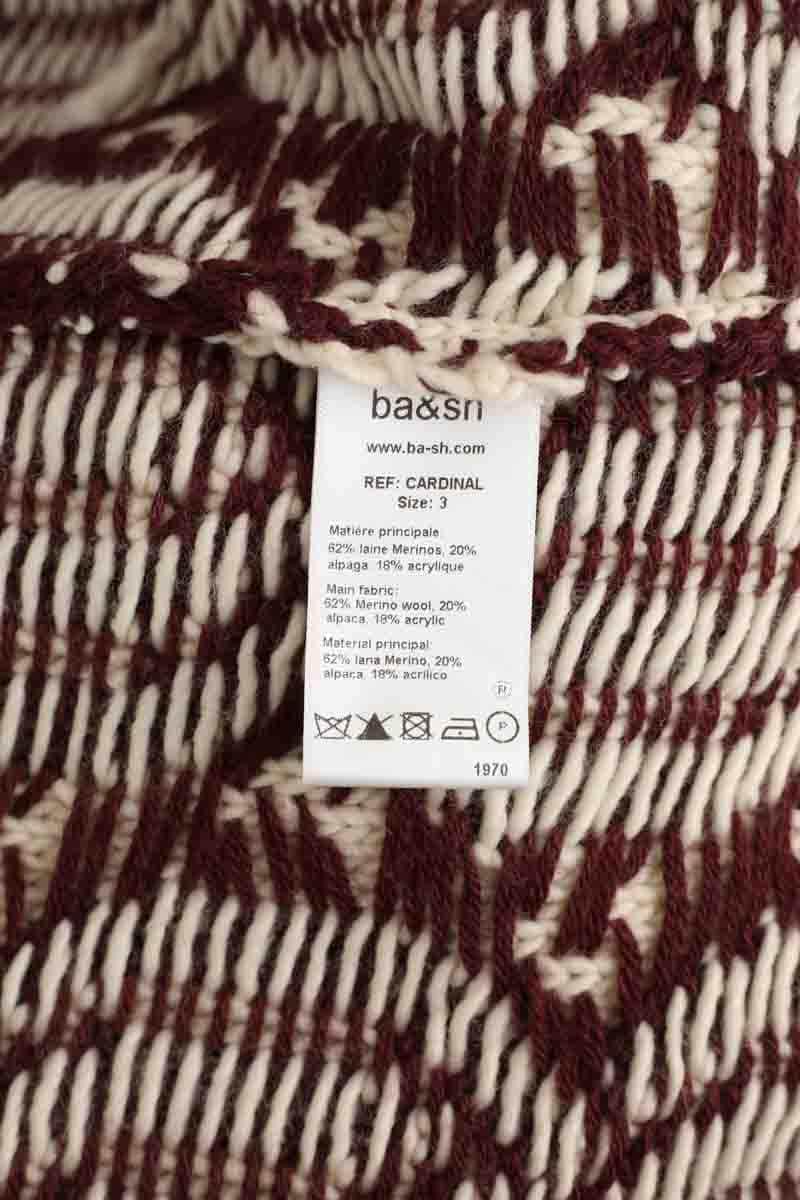 ba&sh
www.ba-sh.com
REF: CARDINAL
Size: 3
Matière principale:
62% laine Merinos, 20%
alpaga, 18% acrylique
Main fabric:
62% Merino wool, 20%
alpaca, 18% acrylic
Material principal:
62% lana Merino, 20%
alpaca, 18% acrílico
P
1970